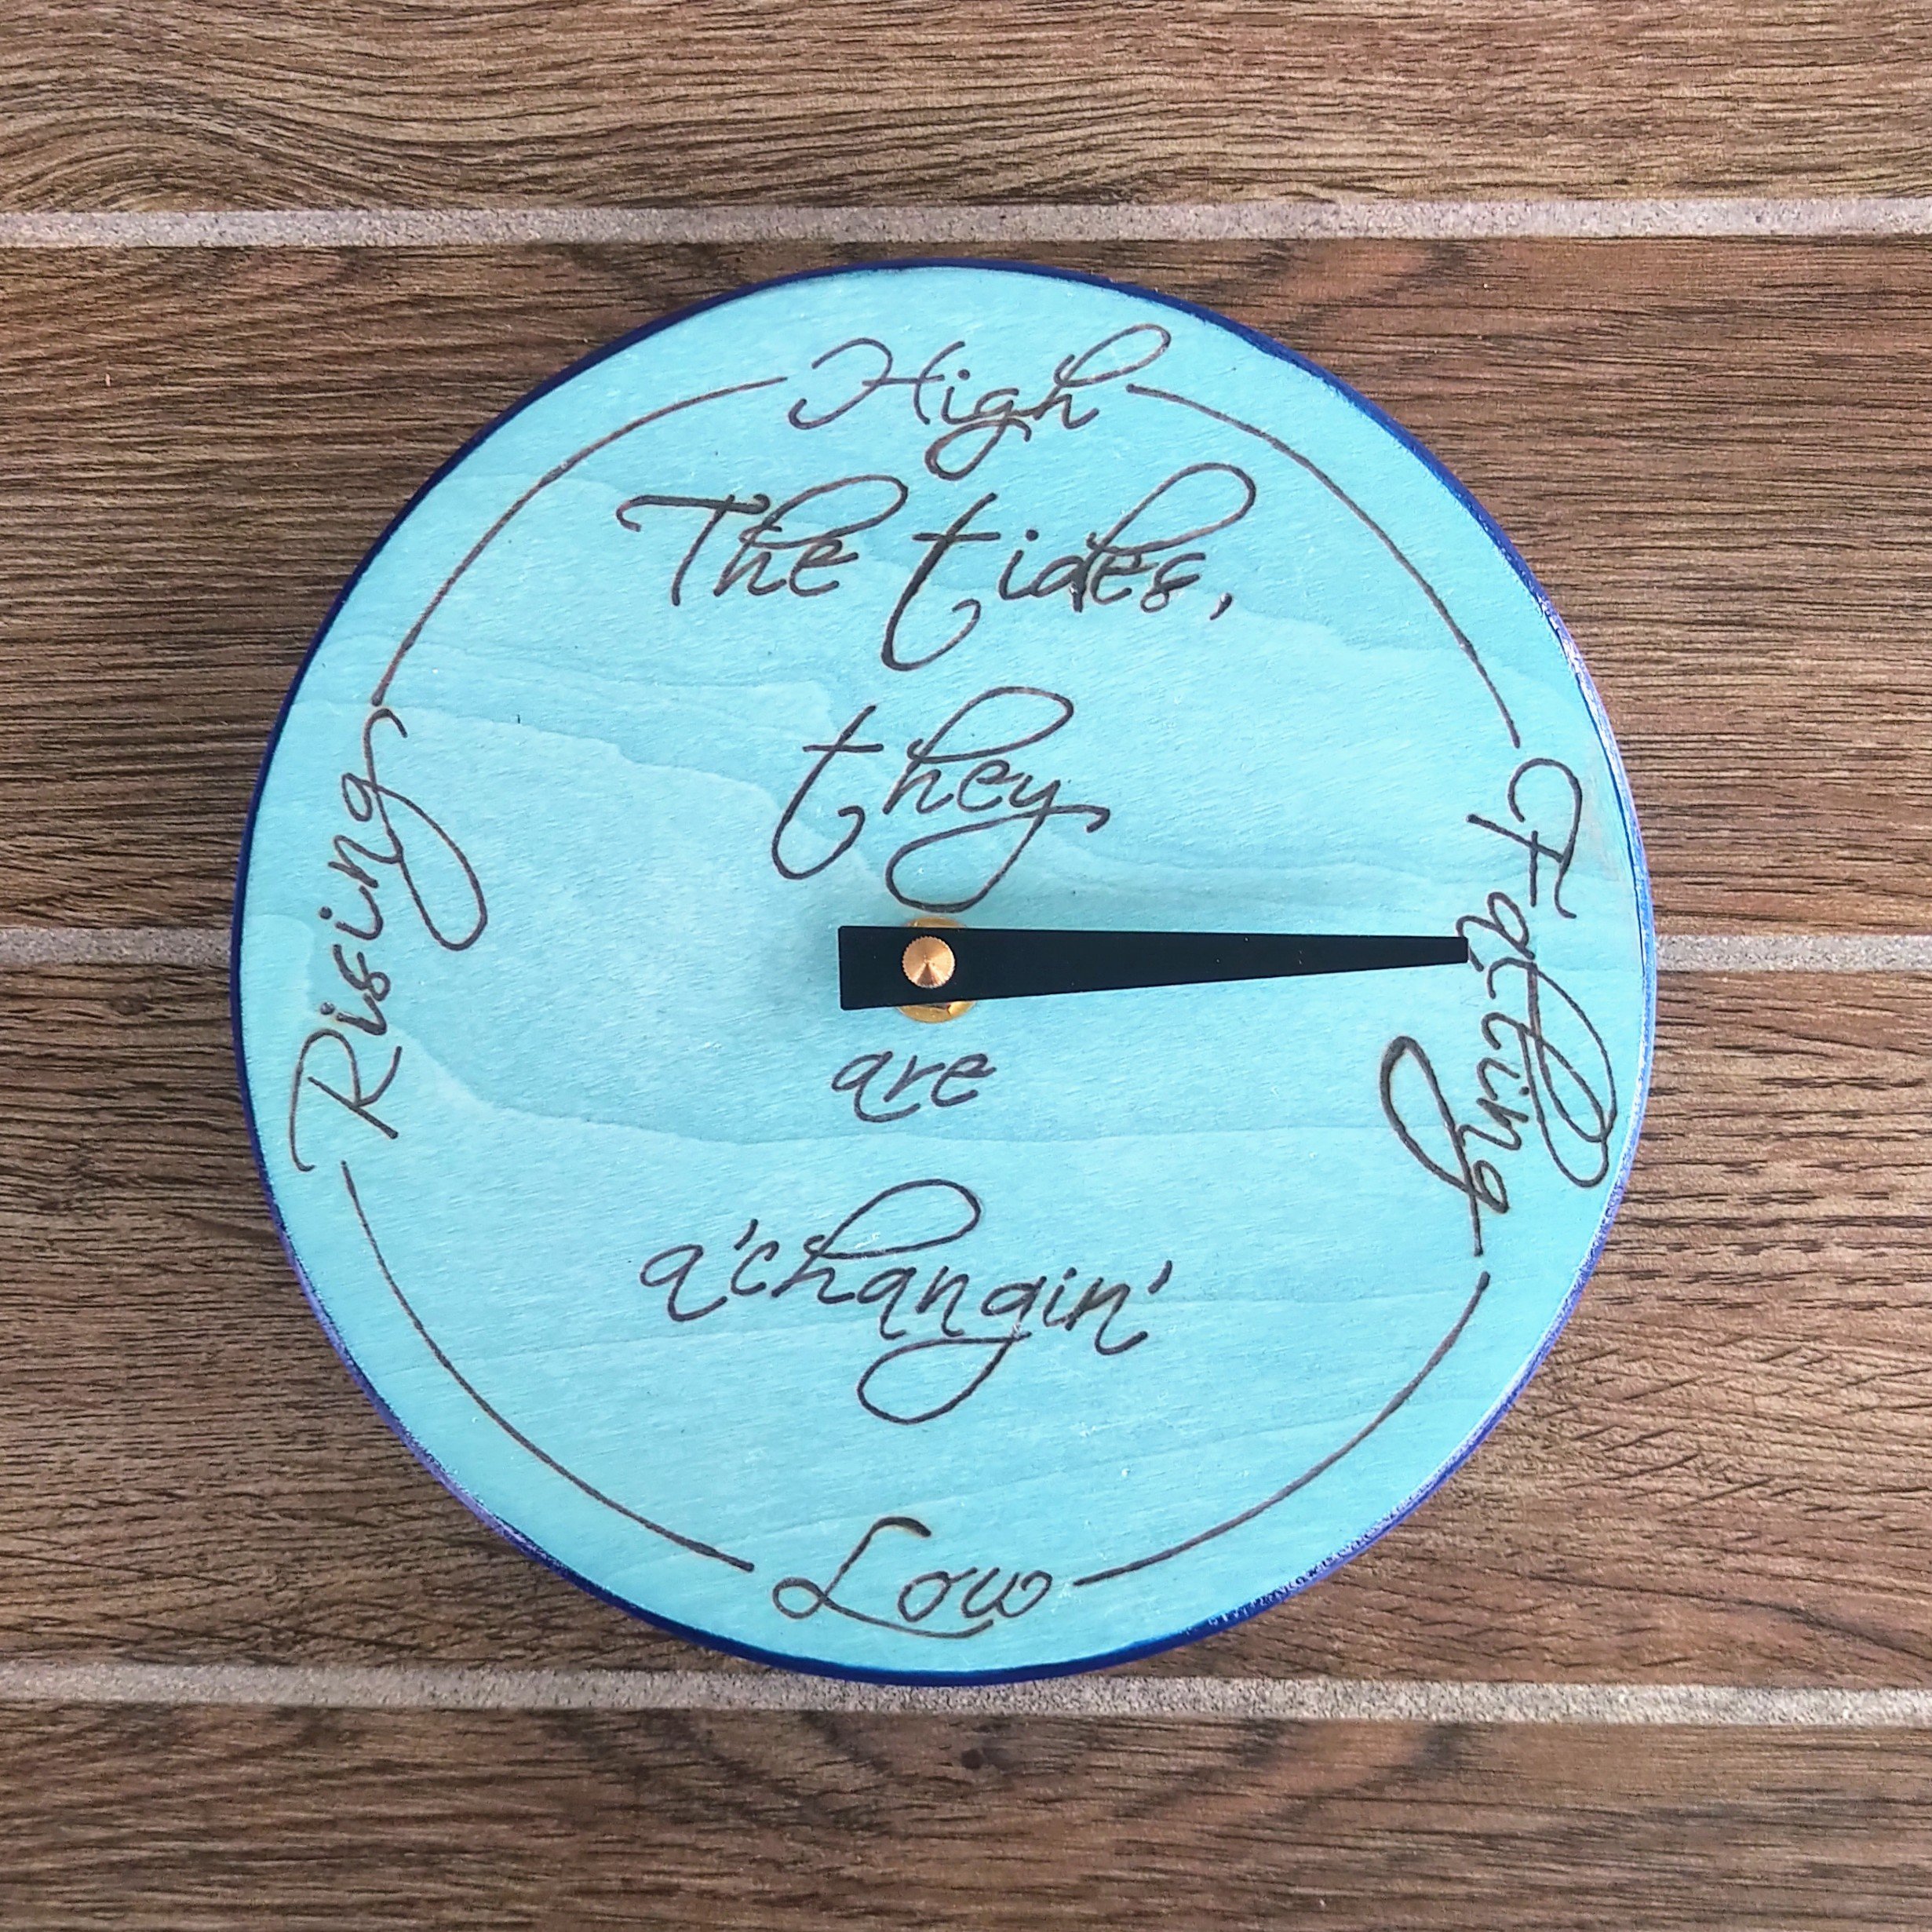 High
The tides,
they
Rising
Falling
are
a'changin'
Low